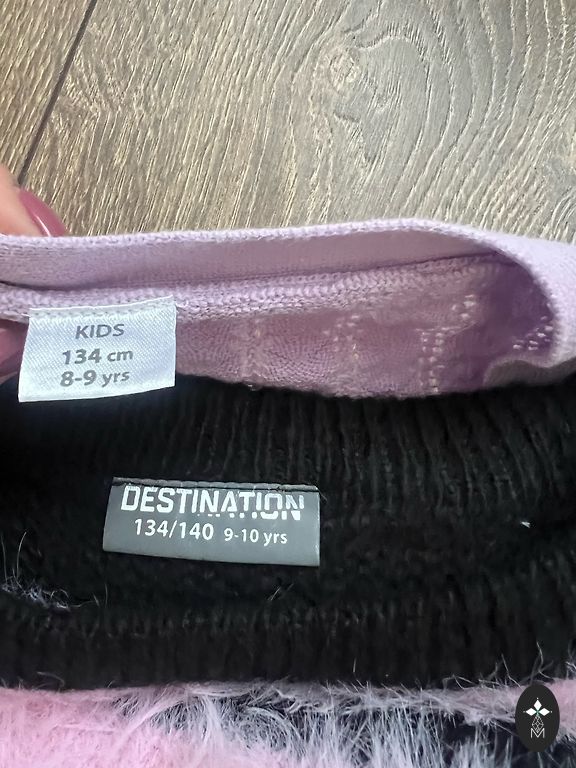 KIDS
134 cm
8-9 yrs
DESTINATION
134/140 9-10 yrs
M